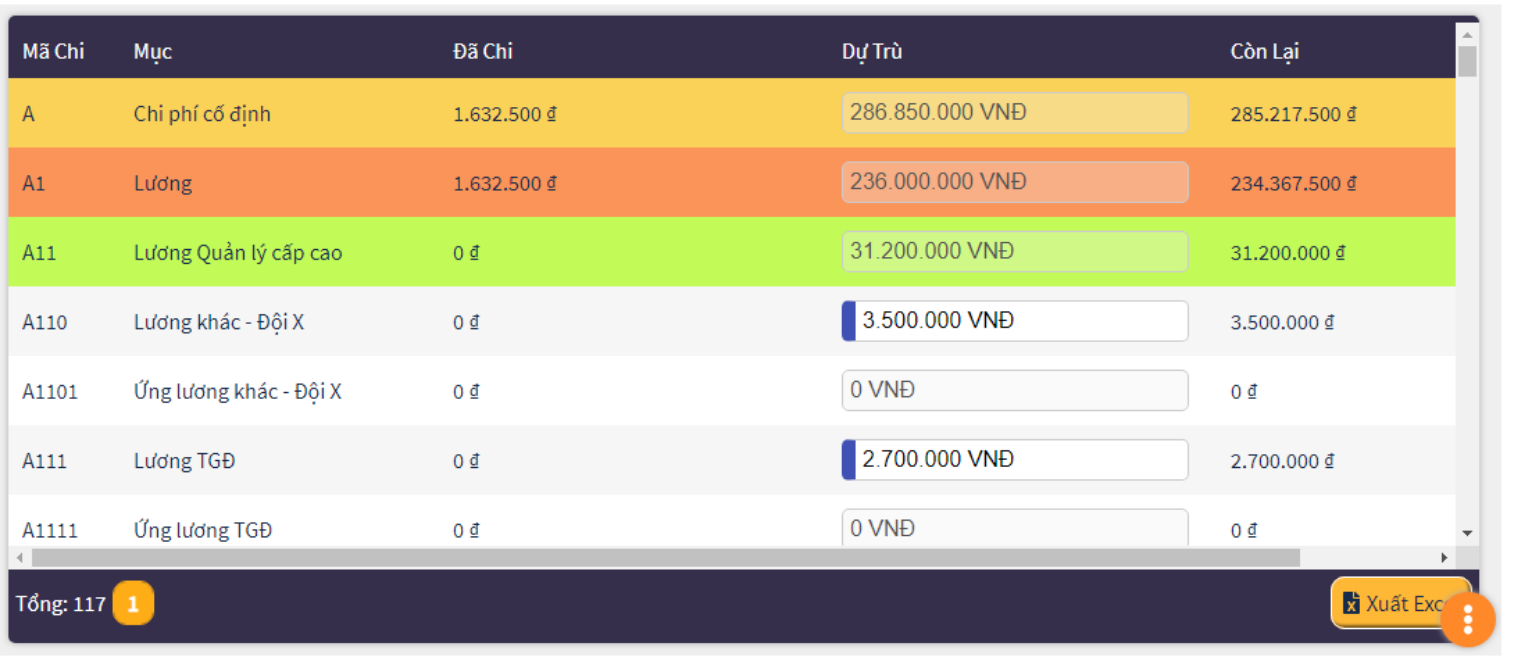 Mã Chi Mục Đã Chi Dự Trù Còn Lại
A Chi phí cố định 1.632.500 ₫ 286.850.000 VNĐ 285.217.500 ₫
A1 Lương 1.632.500 ₫ 236.000.000 VNĐ 234.367.500 ₫
A11 Lương Quản lý cấp cao 0 ₫ 31.200.000 VNĐ 31.200.000 ₫
A110 Lương khác - Đội X 0 ₫ 3.500.000 VNĐ 3.500.000 ₫
A1101 Ứng lương khác - Đội X 0 ₫ 0 VNĐ 0 ₫
A111 Lương TGĐ 0 ₫ 2.700.000 VNĐ 2.700.000 ₫
A1111 Ứng lương TGĐ 0 ₫ 0 VNĐ 0 ₫
Tổng: 117 1 Xuất Exc